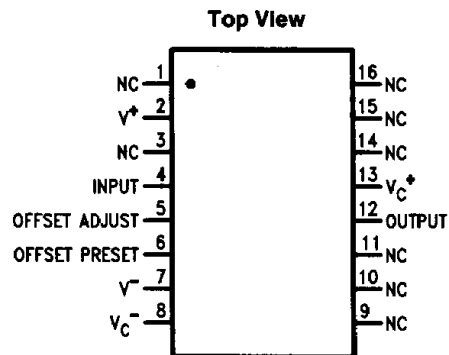 Top View
NC 1 16 NC
V+ 2 15 NC
NC 3 14 NC
INPUT 4 13 VC+
OFFSET ADJUST 5 12 OUTPUT
OFFSET PRESET 6 11 NC
V− 7 10 NC
VC− 8 9 NC